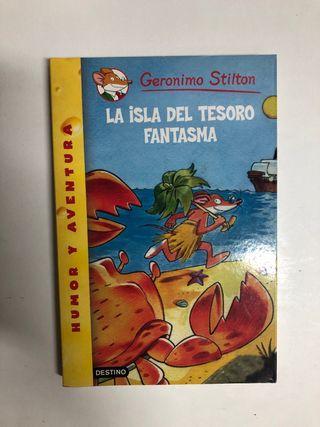 Geronimo Stilton
LA ISLA DEL TESORO
FANTASMA
HUMOR Y AVENTURA
DESTINO